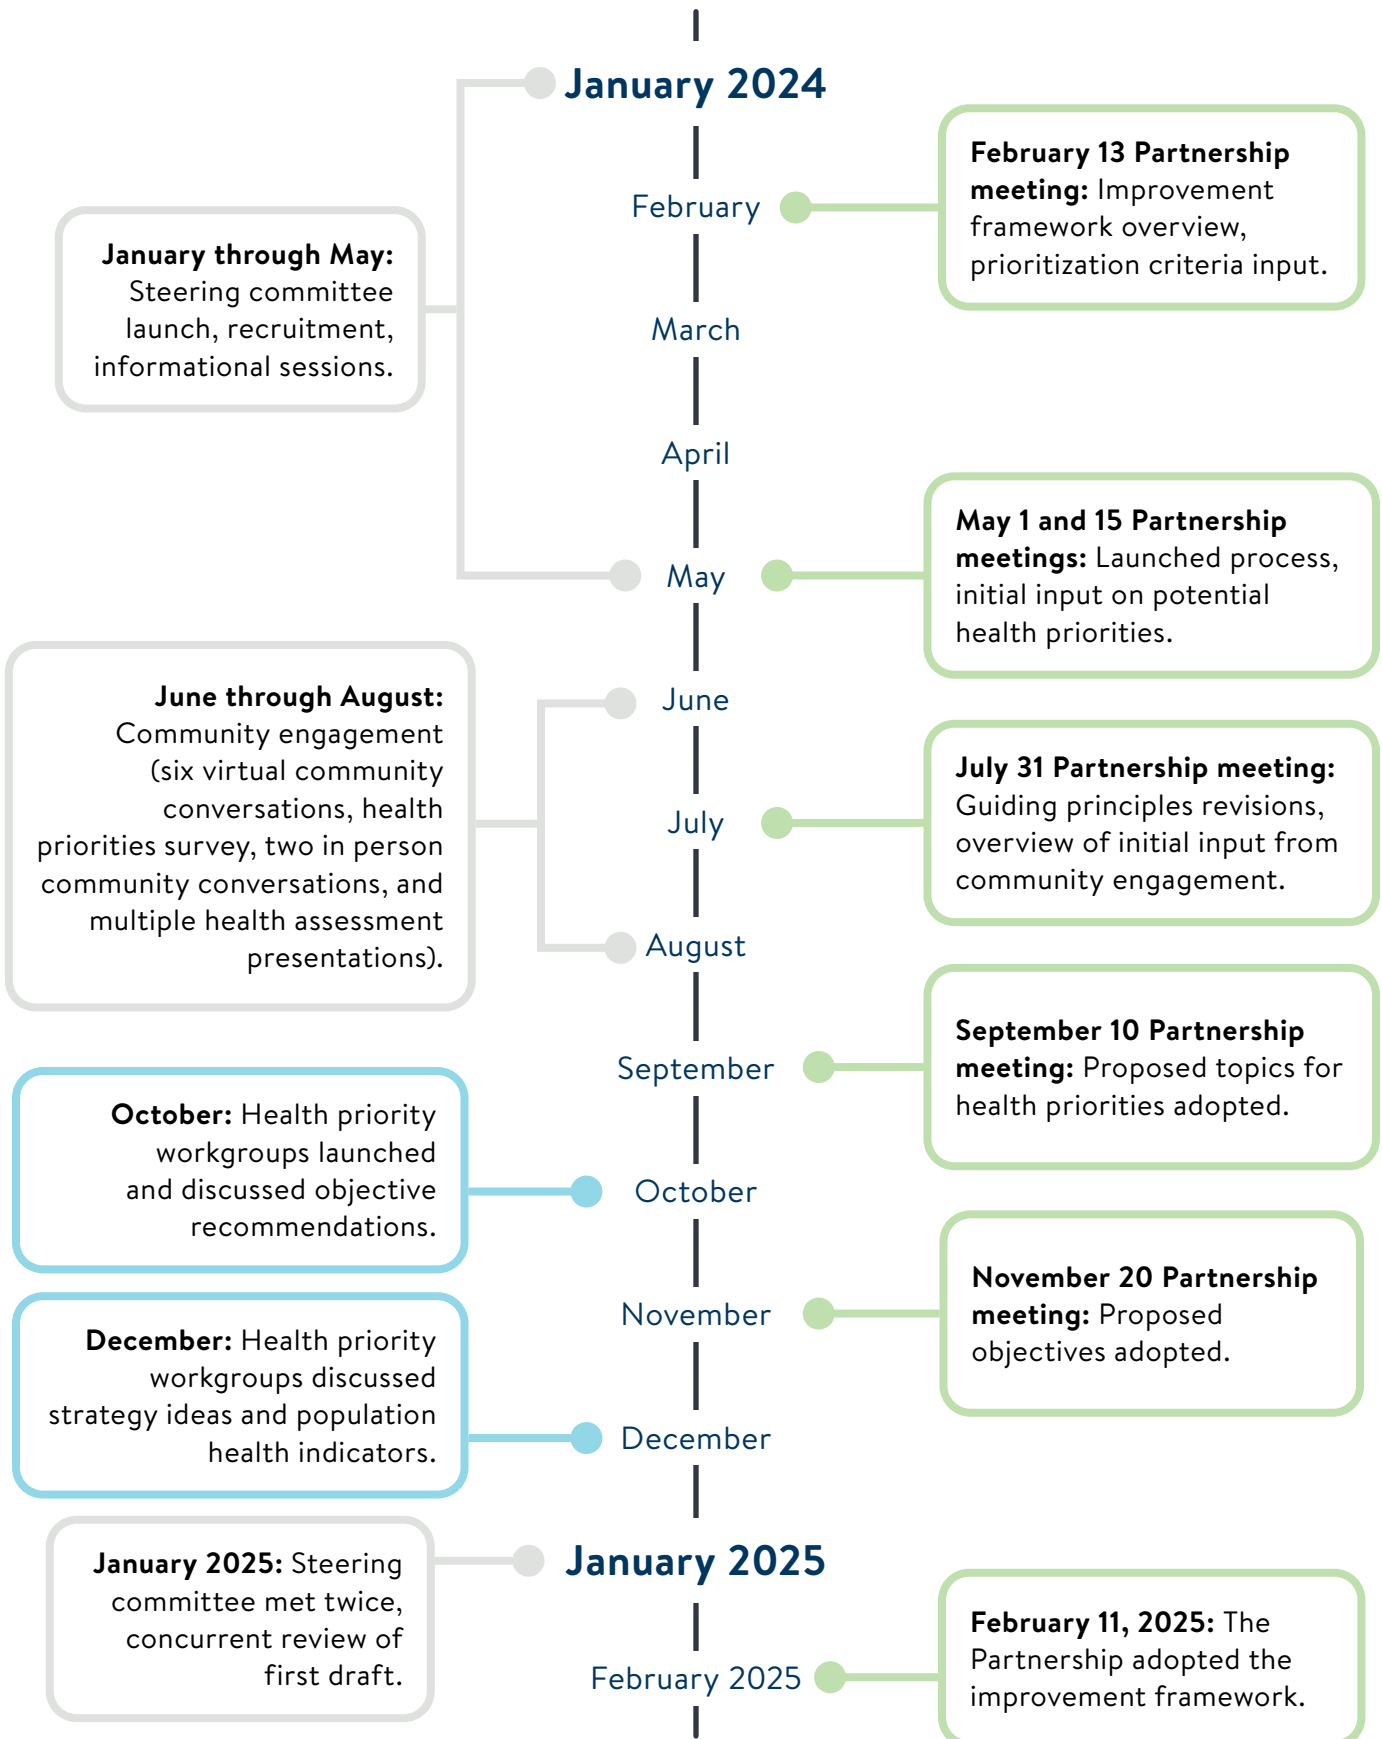 January 2024
February 13 Partnership
meeting: Improvement
framework overview,
prioritization criteria input.
February
January through May:
Steering committee
launch, recruitment,
informational sessions.
March
April
May 1 and 15 Partnership
meetings: Launched process,
initial input on potential
health priorities.
May
June through August:
Community engagement
(six virtual community
conversations, health
priorities survey, two in person
community conversations, and
multiple health assessment
presentations).
June
July 31 Partnership meeting:
Guiding principles revisions,
overview of initial input from
community engagement.
July
August
September 10 Partnership
meeting: Proposed topics for
health priorities adopted.
September
October: Health priority
workgroups launched
and discussed objective
recommendations.
October
November 20 Partnership
meeting: Proposed
objectives adopted.
November
December: Health priority
workgroups discussed
strategy ideas and population
health indicators.
December
January 2025: Steering
committee met twice,
concurrent review of
first draft.
January 2025
February 11, 2025: The
Partnership adopted the
improvement framework.
February 2025